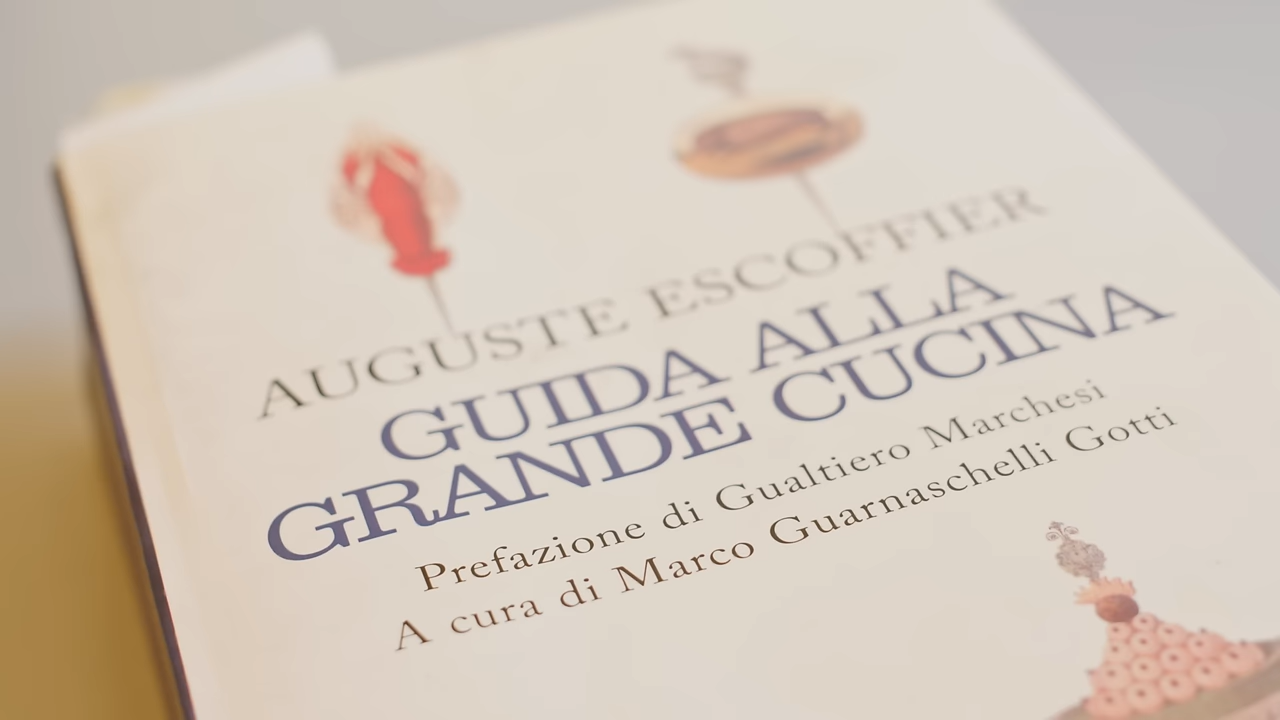 AUGUSTE ESCOFFIER
GUIDA ALLA
GRANDE CUCINA
Prefazione di Gualtiero Marchesi
A cura di Marco Guarnaschelli Gotti